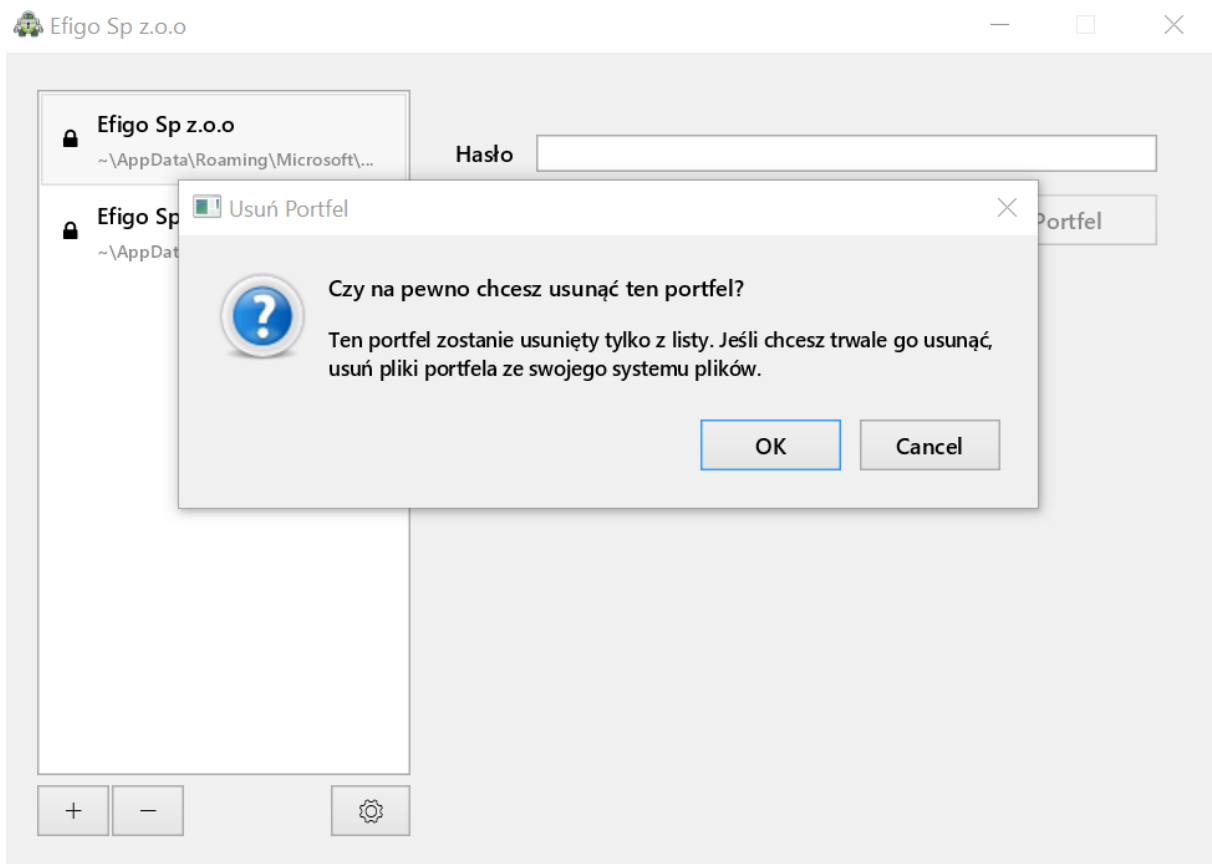 Efigo Sp z.o.o
Efigo Sp z.o.o
~\AppData\Roaming\Microsoft\...
Hasło
Efigo Sp
Usuń Portfel
Portfel
~\AppDat
Czy na pewno chcesz usunąć ten portfel?
Ten portfel zostanie usunięty tylko z listy. Jeśli chcesz trwale go usunąć,
usuń pliki portfela ze swojego systemu plików.
OK
Cancel